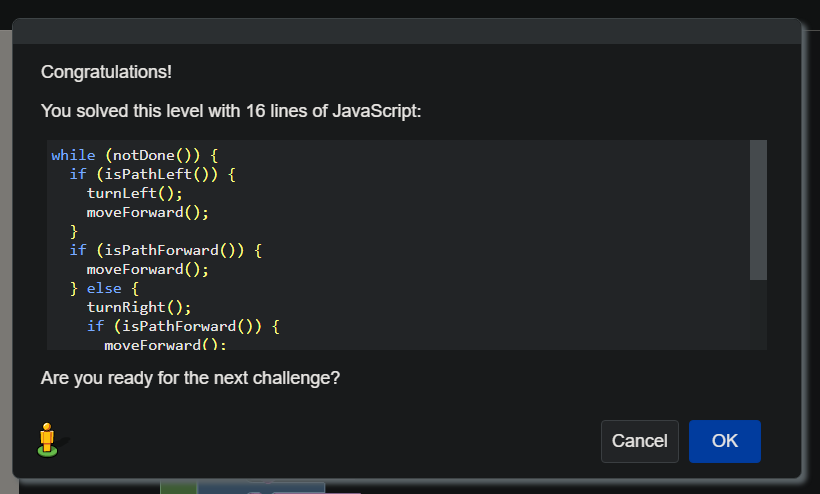 Congratulations!
You solved this level with 16 lines of JavaScript:
while (notDone()) {
  if (isPathLeft()) {
    turnLeft();
    moveForward();
  }
  if (isPathForward()) {
    moveForward();
  } else {
    turnRight();
    if (isPathForward()) {
      moveForward();
Are you ready for the next challenge?
Cancel
OK